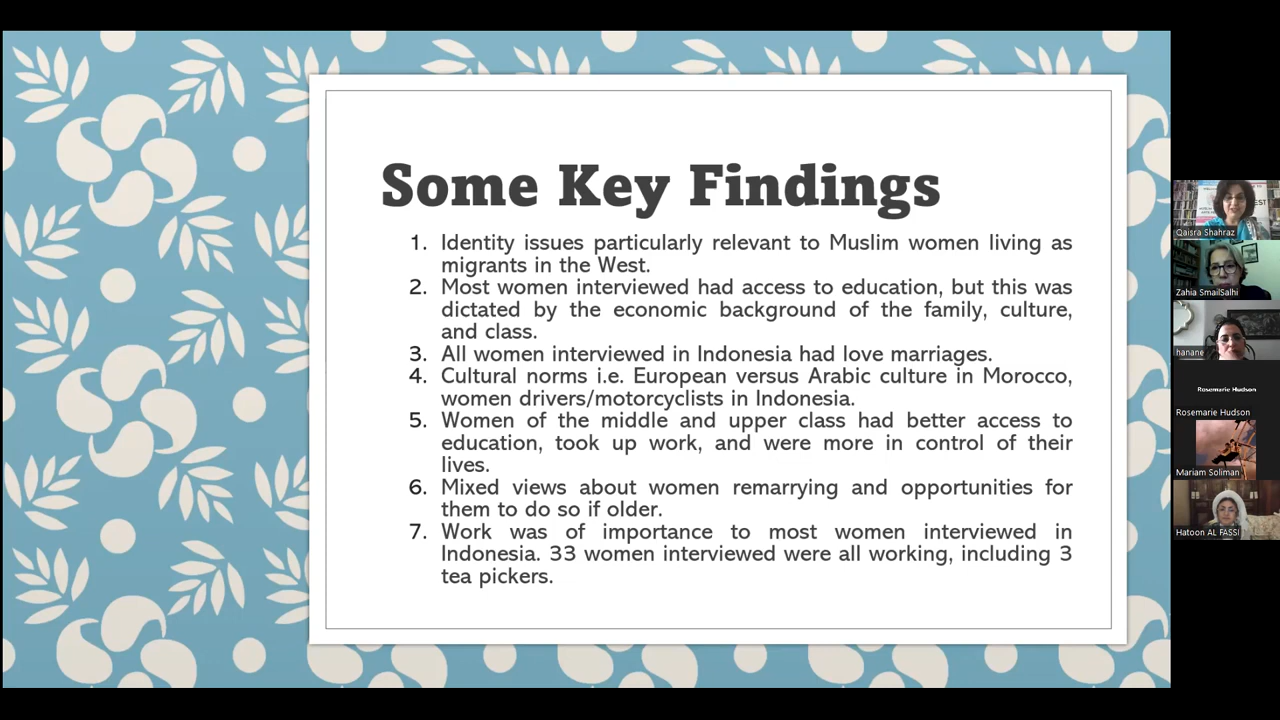 Some Key Findings
1. Identity issues particularly relevant to Muslim women living as
migrants in the West.
2. Most women interviewed had access to education, but this was
dictated by the economic background of the family, culture,
and class.
3. All women interviewed in Indonesia had love marriages.
4. Cultural norms i.e. European versus Arabic culture in Morocco,
women drivers/motorcyclists in Indonesia.
5. Women of the middle and upper class had better access to
education, took up work, and were more in control of their
lives.
6. Mixed views about women remarrying and opportunities for
them to do so if older.
7. Work was of importance to most women interviewed in
Indonesia. 33 women interviewed were all working, including 3
tea pickers.
Qaisra Shahraz
Zahia SmailSalhi
hanane
Rosemarie Hudson
Rosemarie Hudson
Mariam Soliman
Hatoon AL FASSI